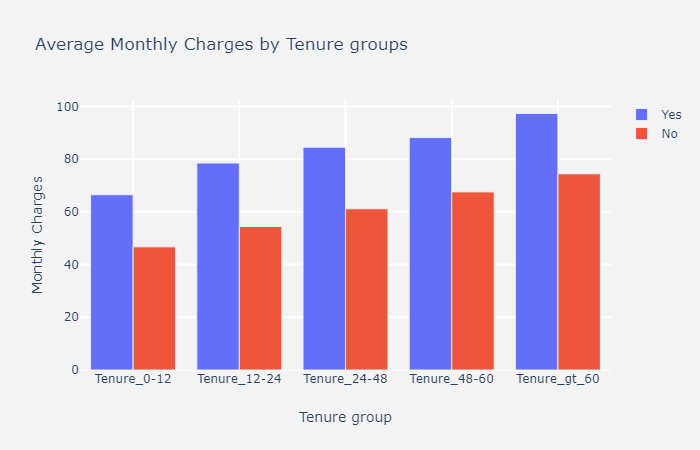 Average Monthly Charges by Tenure groups
Yes
No
Monthly Charges
100
80
60
40
20
0
Tenure_0-12
Tenure_12-24
Tenure_24-48
Tenure_48-60
Tenure_gt_60
Tenure group